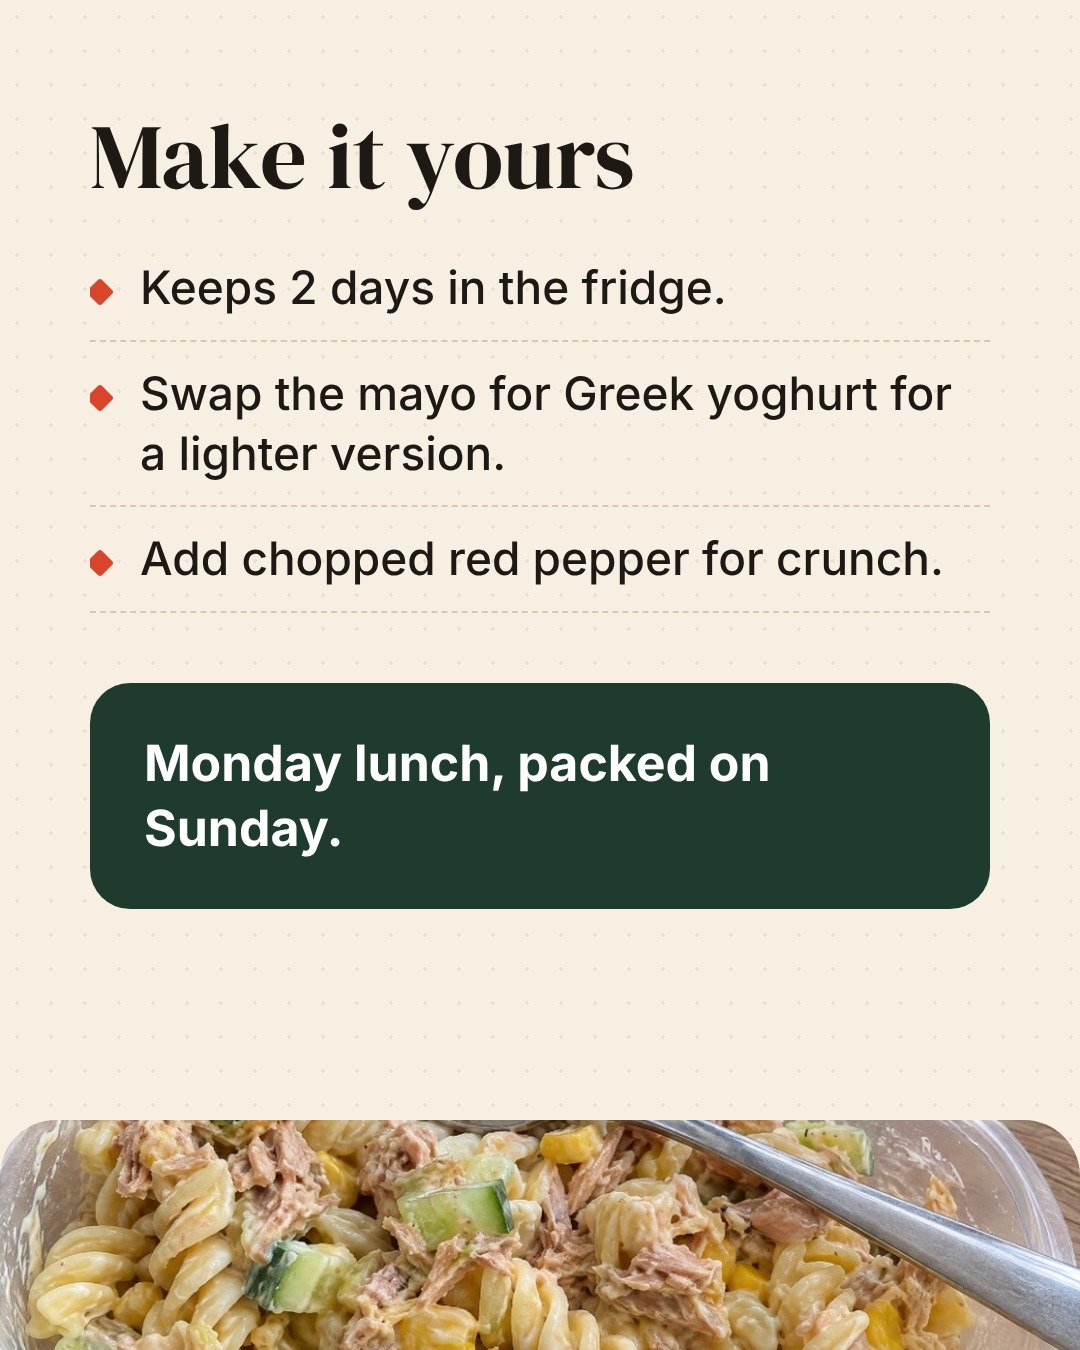 Make it yours
Keeps 2 days in the fridge.
Swap the mayo for Greek yoghurt for
a lighter version.
Add chopped red pepper for crunch.
Monday lunch, packed on
Sunday.